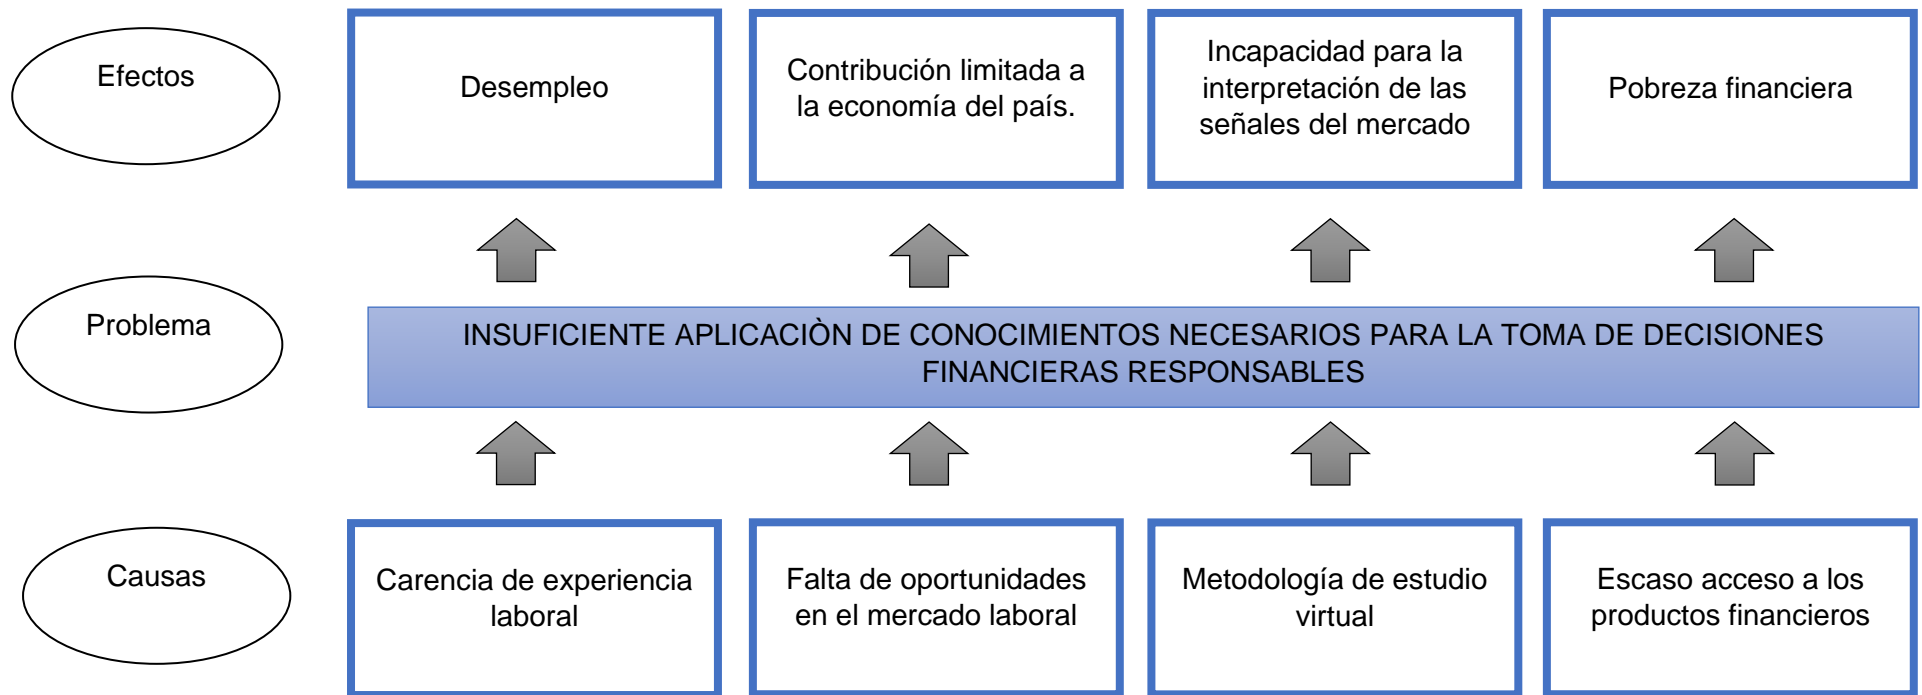 Efectos
Desempleo
Contribución limitada a
la economía del país.
Incapacidad para la
interpretación de las
señales del mercado
Pobreza financiera
Problema
INSUFICIENTE APLICACIÒN DE CONOCIMIENTOS NECESARIOS PARA LA TOMA DE DECISIONES
FINANCIERAS RESPONSABLES
Causas
Carencia de experiencia
laboral
Falta de oportunidades
en el mercado laboral
Metodología de estudio
virtual
Escaso acceso a los
productos financieros